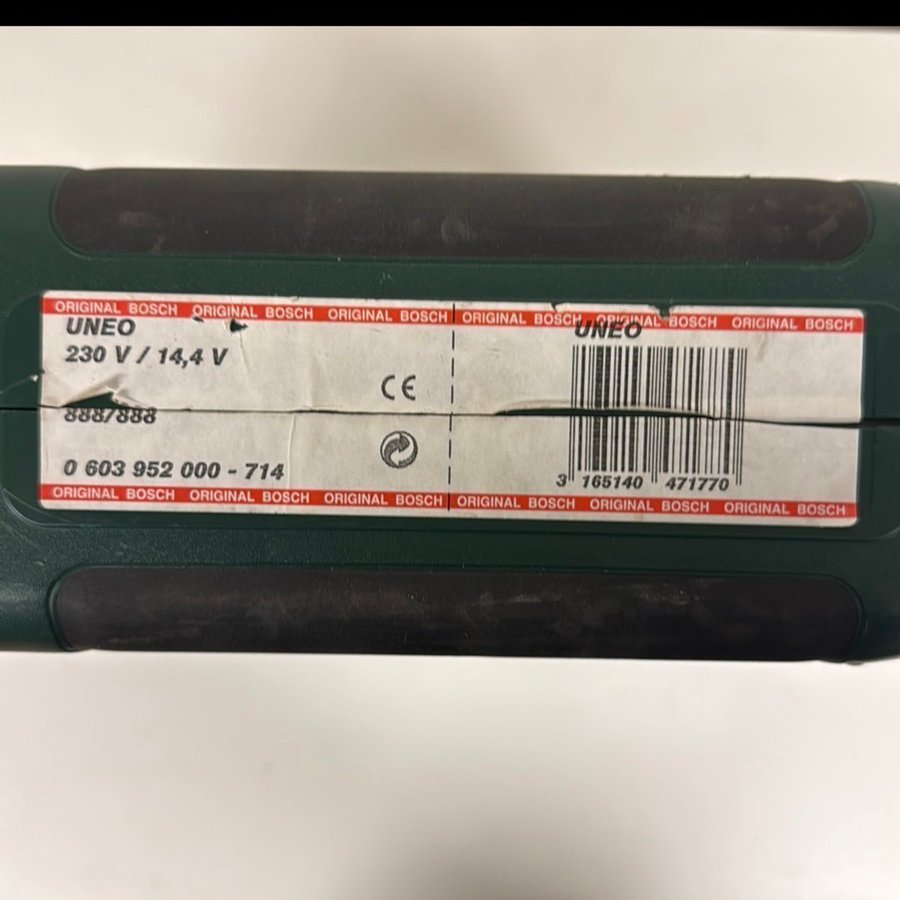 ORIGINAL BOSCH ORIGINAL BOSCH ORIGINAL BOSCH ORIGINAL BOSCH ORIGINAL BOSCH ORIGINAL BOSCH
UNEO
230 V / 14,4 V
CE
888/888
0 603 952 000 - 714
UNEO
3 165140 471770
ORIGINAL BOSCH ORIGINAL BOSCH ORIGINAL BOSCH ORIGINAL BOSCH ORIGINAL BOSCH ORIGINAL BOSCH